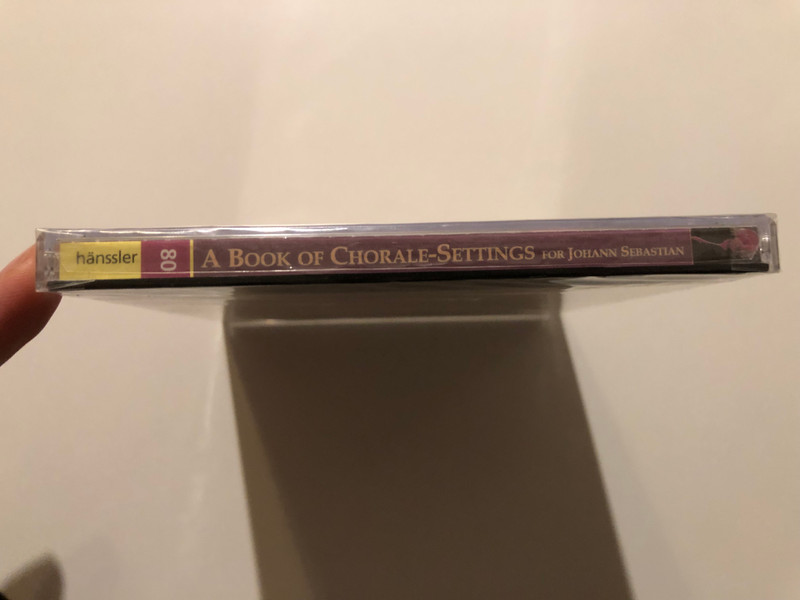 hänssler
80
A BOOK OF CHORALE-SETTINGS FOR JOHANN SEBASTIAN